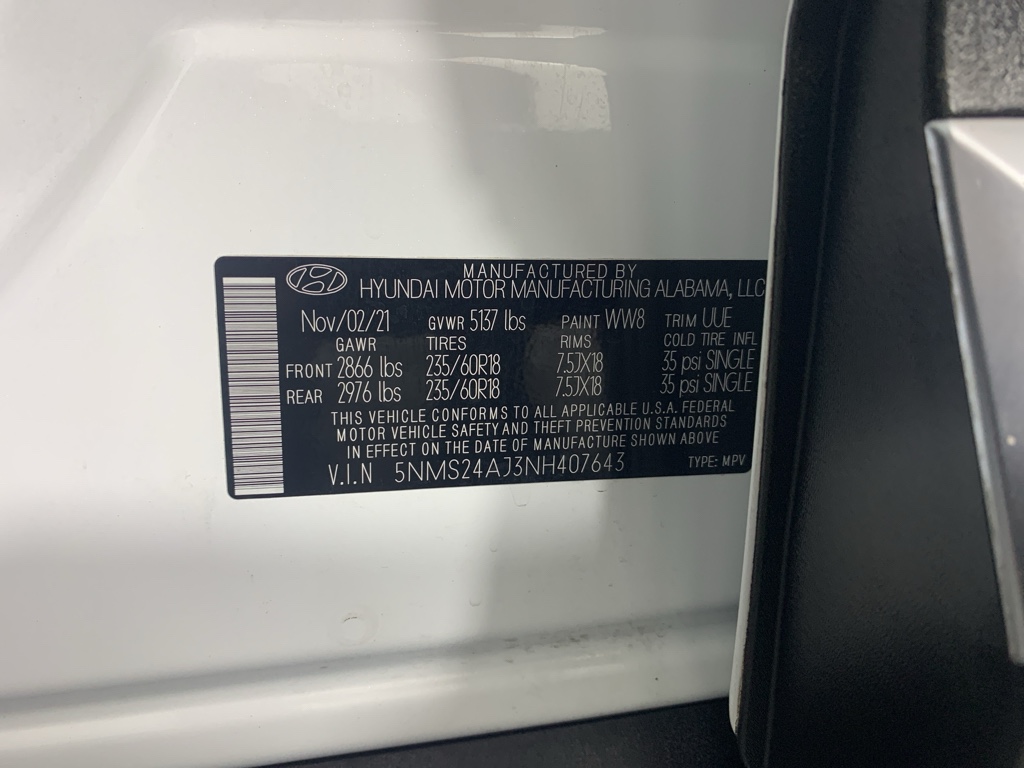 MANUFACTURED BY
HYUNDAI MOTOR MANUFACTURING ALABAMA, LLC
Nov/02/21 GVWR 5137 lbs PAINT WW8 TRIM UUE
GAWR TIRES RIMS COLD TIRE INFL
FRONT 2866 lbs 235/60R18 7.5JX18 35 psi SINGLE
REAR 2976 lbs 235/60R18 7.5JX18 35 psi SINGLE
THIS VEHICLE CONFORMS TO ALL APPLICABLE U.S.A. FEDERAL
MOTOR VEHICLE SAFETY AND THEFT PREVENTION STANDARDS
IN EFFECT ON THE DATE OF MANUFACTURE SHOWN ABOVE
V.I.N 5NMS24AJ3NH407643 TYPE: MPV